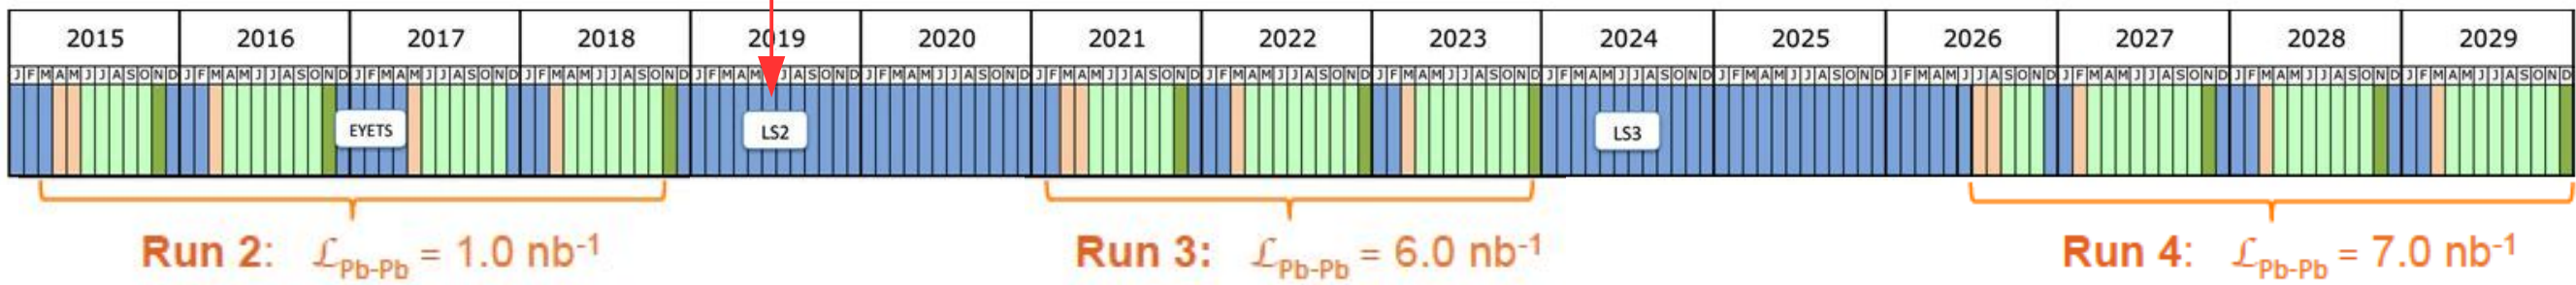 2015 2016 2017 2018 2019 2020 2021 2022 2023 2024 2025 2026 2027 2028 2029
J F M A M J J A S O N D J F M A M J J A S O N D J F M A M J J A S O N D J F M A M J J A S O N D J F M A M J A S O N D J F M A M J J A S O N D J F M A M J J A S O N D J F M A M J J A S O N D J F M A M J J A S O N D J F M A M J J A S O N D J F M A M J J A S O N D J F M A M J J A S O N D J F M A M J J A S O N D J F M A M J J A S O N D J F M A M J J A S O N D
EYETS LS2 LS3
Run 2: ℒPb-Pb = 1.0 nb-1 Run 3: ℒPb-Pb = 6.0 nb-1 Run 4: ℒPb-Pb = 7.0 nb-1